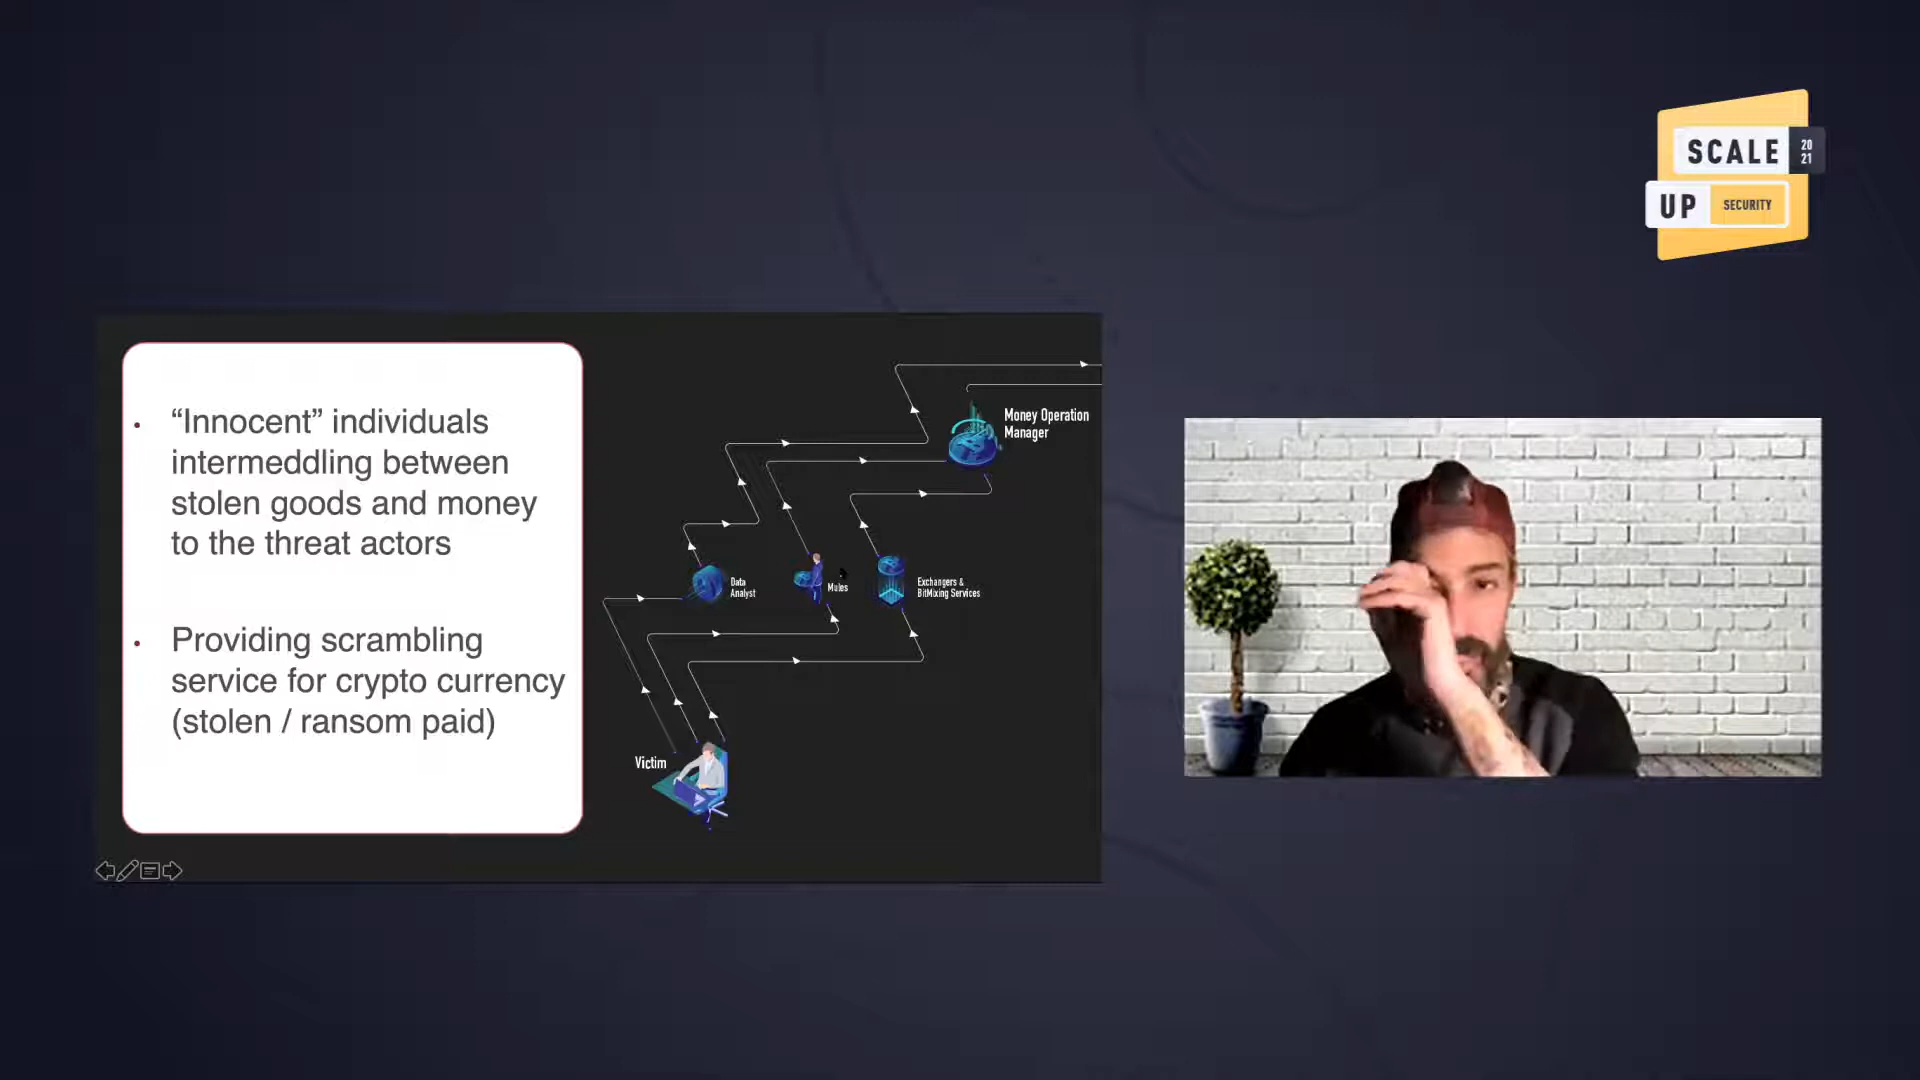 SCALE 20 21
UP SECURITY
• “Innocent” individuals
intermeddling between
stolen goods and money
to the threat actors
• Providing scrambling
service for crypto currency
(stolen / ransom paid)
Money Operation
Manager
Data
Analyst
Mules
Exchangers &
BitMixing Services
Victim